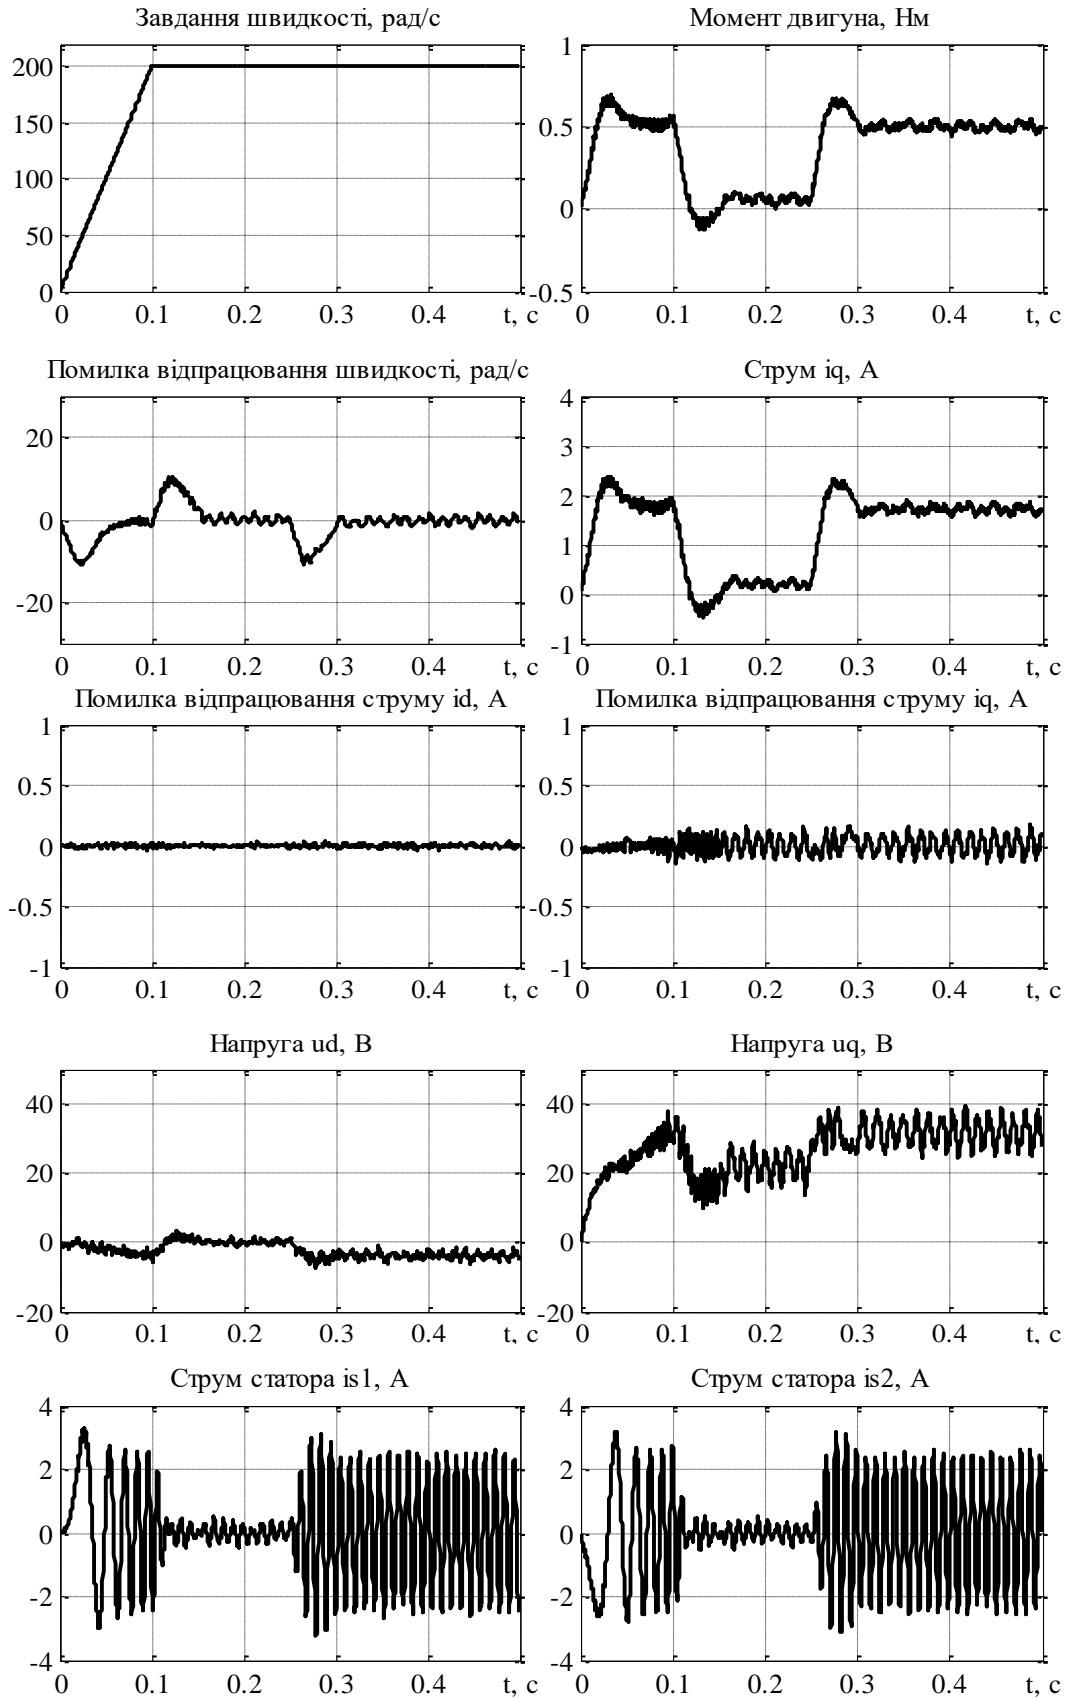 Завдання швидкості, рад/с
200
150
100
50
0
0 0.1 0.2 0.3 0.4 t, c
Момент двигуна, Нм
1
0.5
0
-0.5
0 0.1 0.2 0.3 0.4 t, c
Помилка відпрацювання швидкості, рад/с
20
0
-20
0 0.1 0.2 0.3 0.4 t, c
Струм iq, А
4
3
2
1
0
-1
0 0.1 0.2 0.3 0.4 t, c
Помилка відпрацювання струму id, А
1
0.5
0
-0.5
-1
0 0.1 0.2 0.3 0.4 t, c
Помилка відпрацювання струму iq, А
1
0.5
0
-0.5
-1
0 0.1 0.2 0.3 0.4 t, c
Напруга ud, В
40
20
0
-20
0 0.1 0.2 0.3 0.4 t, c
Напруга uq, В
40
20
0
-20
0 0.1 0.2 0.3 0.4 t, c
Струм статора is1, А
4
2
0
-2
-4
0 0.1 0.2 0.3 0.4 t, c
Струм статора is2, А
4
2
0
-2
-4
0 0.1 0.2 0.3 0.4 t, c